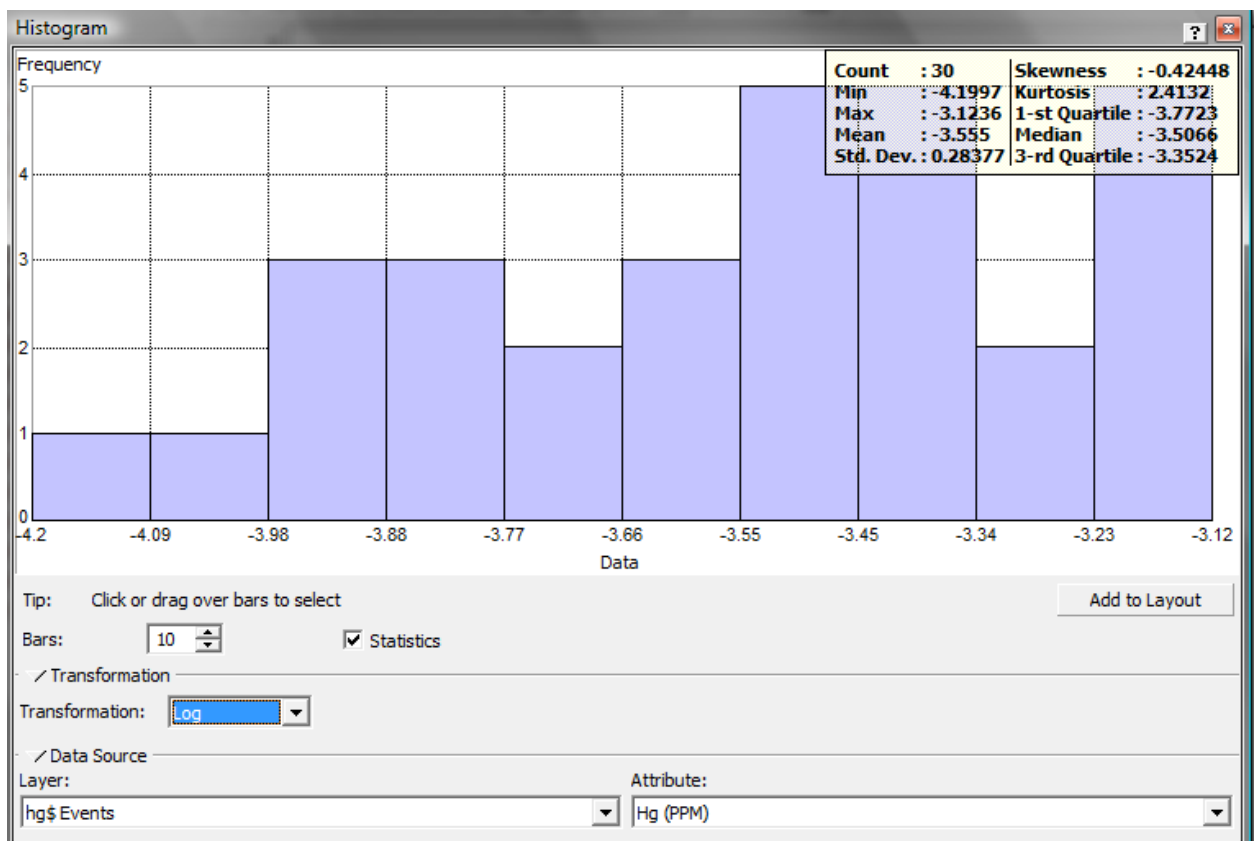 Histogram
?
Frequency
Count : 30 Skewness : -0.42448
Min : -4.1997 Kurtosis : 2.4132
Max : -3.1236 1-st Quartile : -3.7723
Mean : -3.555 Median : -3.5066
Std. Dev. : 0.28377 3-rd Quartile : -3.3524
5
4
3
2
1
0
-4.2 -4.09 -3.98 -3.88 -3.77 -3.66 -3.55 -3.45 -3.34 -3.23 -3.12
Data
Tip: Click or drag over bars to select
Add to Layout
Bars: 10 Statistics
Transformation
Transformation: Log
Data Source
Layer: Attribute:
hg$ Events Hg (PPM)